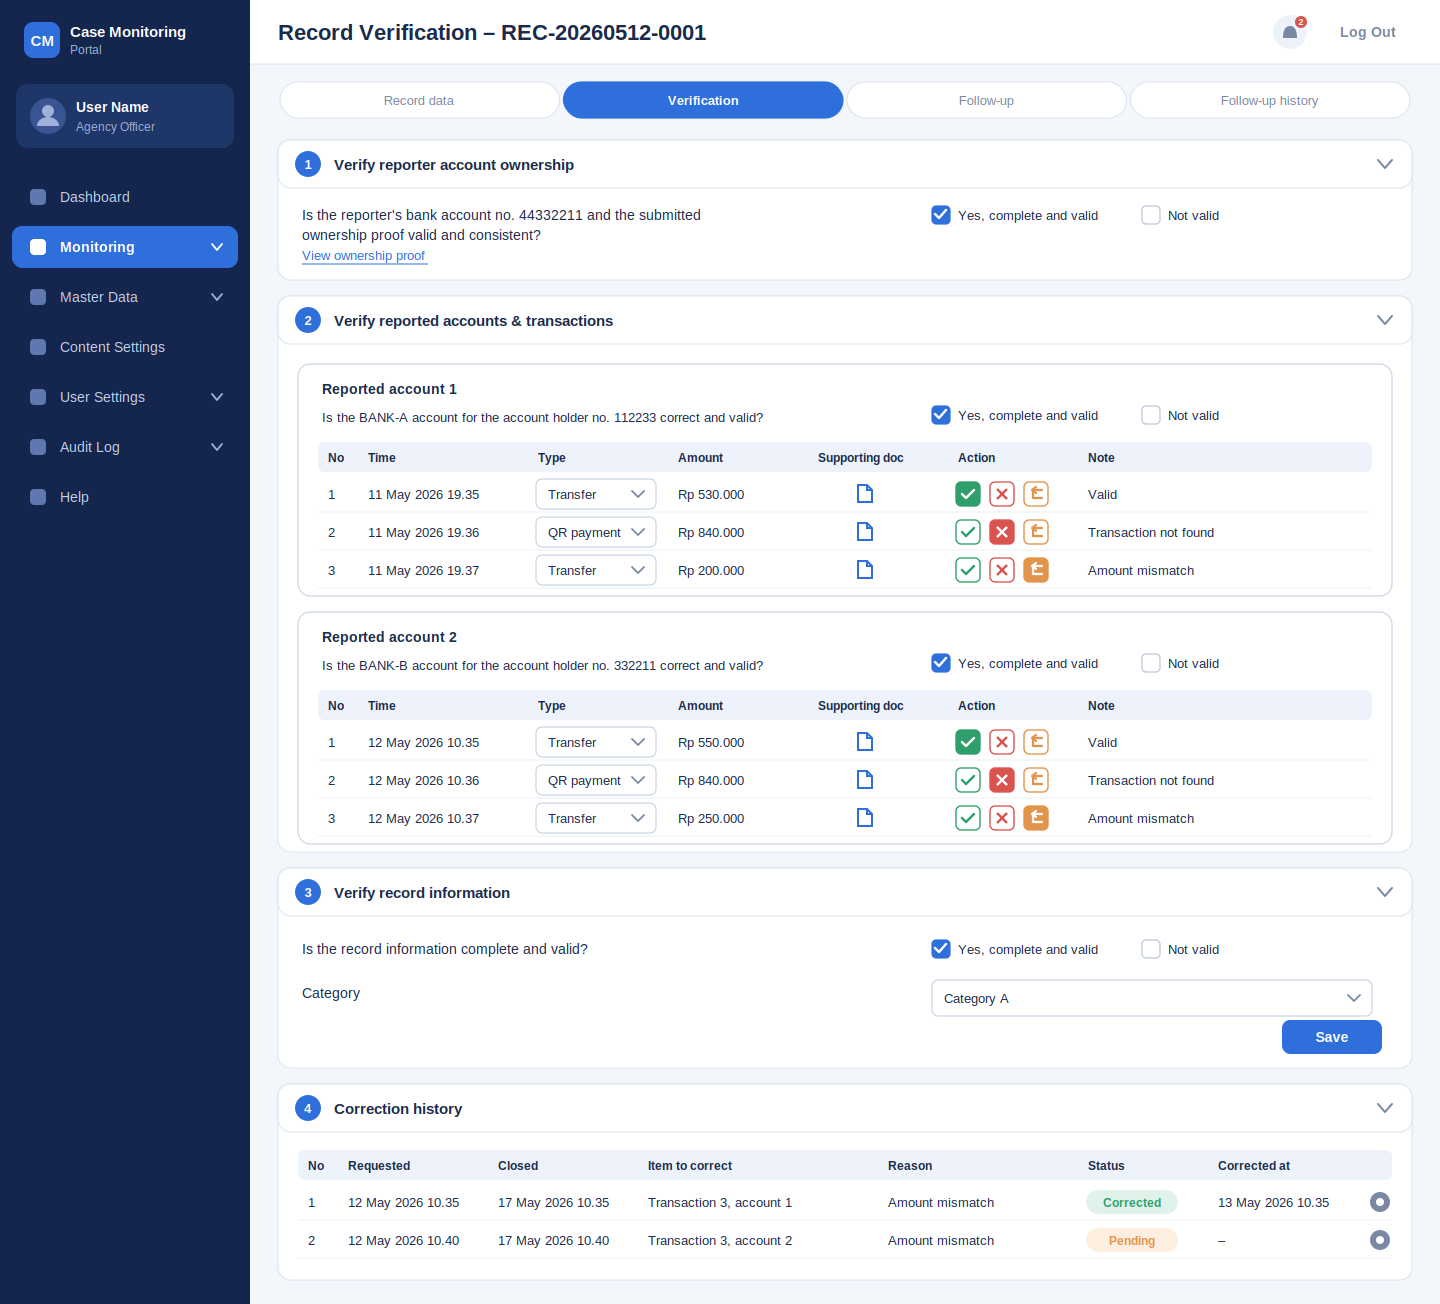 CM
Case Monitoring
Portal
Record Verification – REC-20260512-0001
2
Log Out
User Name
Agency Officer
Dashboard
Monitoring
Master Data
Content Settings
User Settings
Audit Log
Help
Record data
Verification
Follow-up
Follow-up history
1 Verify reporter account ownership
Is the reporter's bank account no. 44332211 and the submitted
ownership proof valid and consistent?
View ownership proof
Yes, complete and valid Not valid
2 Verify reported accounts & transactions
Reported account 1
Is the BANK-A account for the account holder no. 112233 correct and valid? Yes, complete and valid Not valid
No Time Type Amount Supporting doc Action Note
1 11 May 2026 19.35 Transfer Rp 530.000 Valid
2 11 May 2026 19.36 QR payment Rp 840.000 Transaction not found
3 11 May 2026 19.37 Transfer Rp 200.000 Amount mismatch
Reported account 2
Is the BANK-B account for the account holder no. 332211 correct and valid? Yes, complete and valid Not valid
No Time Type Amount Supporting doc Action Note
1 12 May 2026 10.35 Transfer Rp 550.000 Valid
2 12 May 2026 10.36 QR payment Rp 840.000 Transaction not found
3 12 May 2026 10.37 Transfer Rp 250.000 Amount mismatch
3 Verify record information
Is the record information complete and valid? Yes, complete and valid Not valid
Category Category A
Save
4 Correction history
No Requested Closed Item to correct Reason Status Corrected at
1 12 May 2026 10.35 17 May 2026 10.35 Transaction 3, account 1 Amount mismatch Corrected 13 May 2026 10.35
2 12 May 2026 10.40 17 May 2026 10.40 Transaction 3, account 2 Amount mismatch Pending –